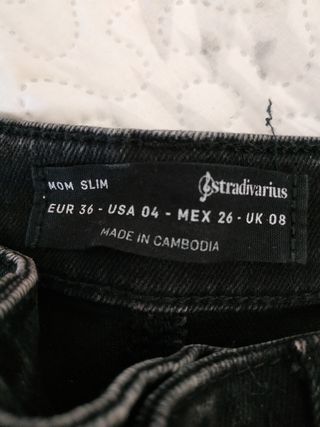 MOM SLIM
stradivarius
EUR 36 - USA 04 - MEX 26 - UK 08
MADE IN CAMBODIA